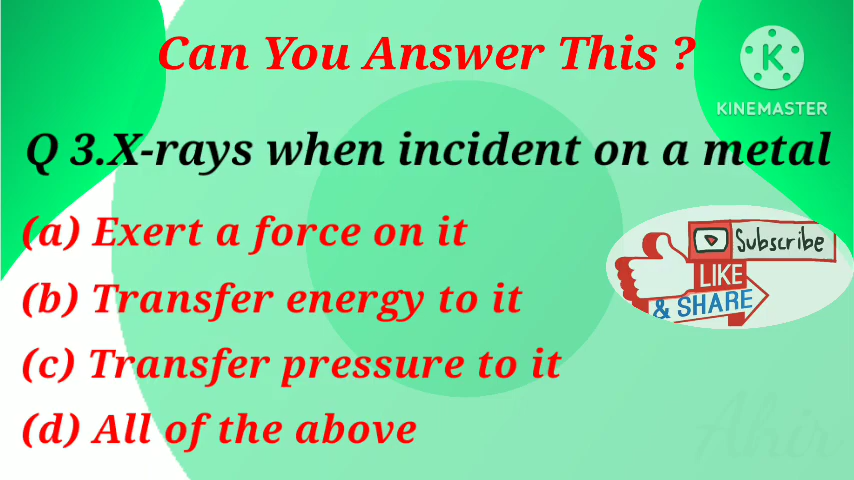 Can You Answer This ?
KINEMASTER
Q 3.X-rays when incident on a metal
(a) Exert a force on it
Subscribe
LIKE
& SHARE
(b) Transfer energy to it
(c) Transfer pressure to it
(d) All of the above
Ahir